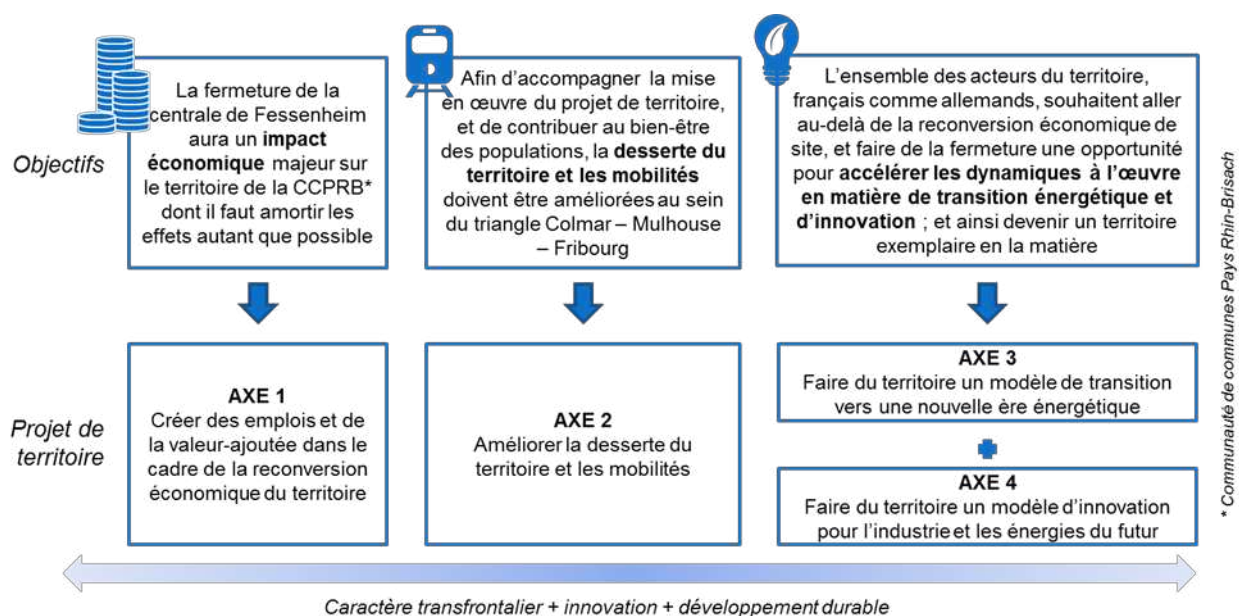 Objectifs
La fermeture de la
centrale de Fessenheim
aura un impact
économique majeur sur
le territoire de la CCPRB*
dont il faut amortir les
effets autant que possible
Afin d'accompagner la mise
en œuvre du projet de territoire,
et de contribuer au bien-être
des populations, la desserte du
territoire et les mobilités
doivent être améliorées au sein
du triangle Colmar – Mulhouse
– Fribourg
L'ensemble des acteurs du territoire,
français comme allemands, souhaitent aller
au-delà de la reconversion économique de
site, et faire de la fermeture une opportunité
pour accélérer les dynamiques à l'œuvre
en matière de transition énergétique et
d'innovation ; et ainsi devenir un territoire
exemplaire en la matière
Projet de
territoire
AXE 1
Créer des emplois et de
la valeur-ajoutée dans le
cadre de la reconversion
économique du territoire
AXE 2
Améliorer la desserte du
territoire et les mobilités
AXE 3
Faire du territoire un modèle de transition
vers une nouvelle ère énergétique
AXE 4
Faire du territoire un modèle d'innovation
pour l'industrie et les énergies du futur
* Communauté de communes Pays Rhin-Brisach
Caractère transfrontalier + innovation + développement durable